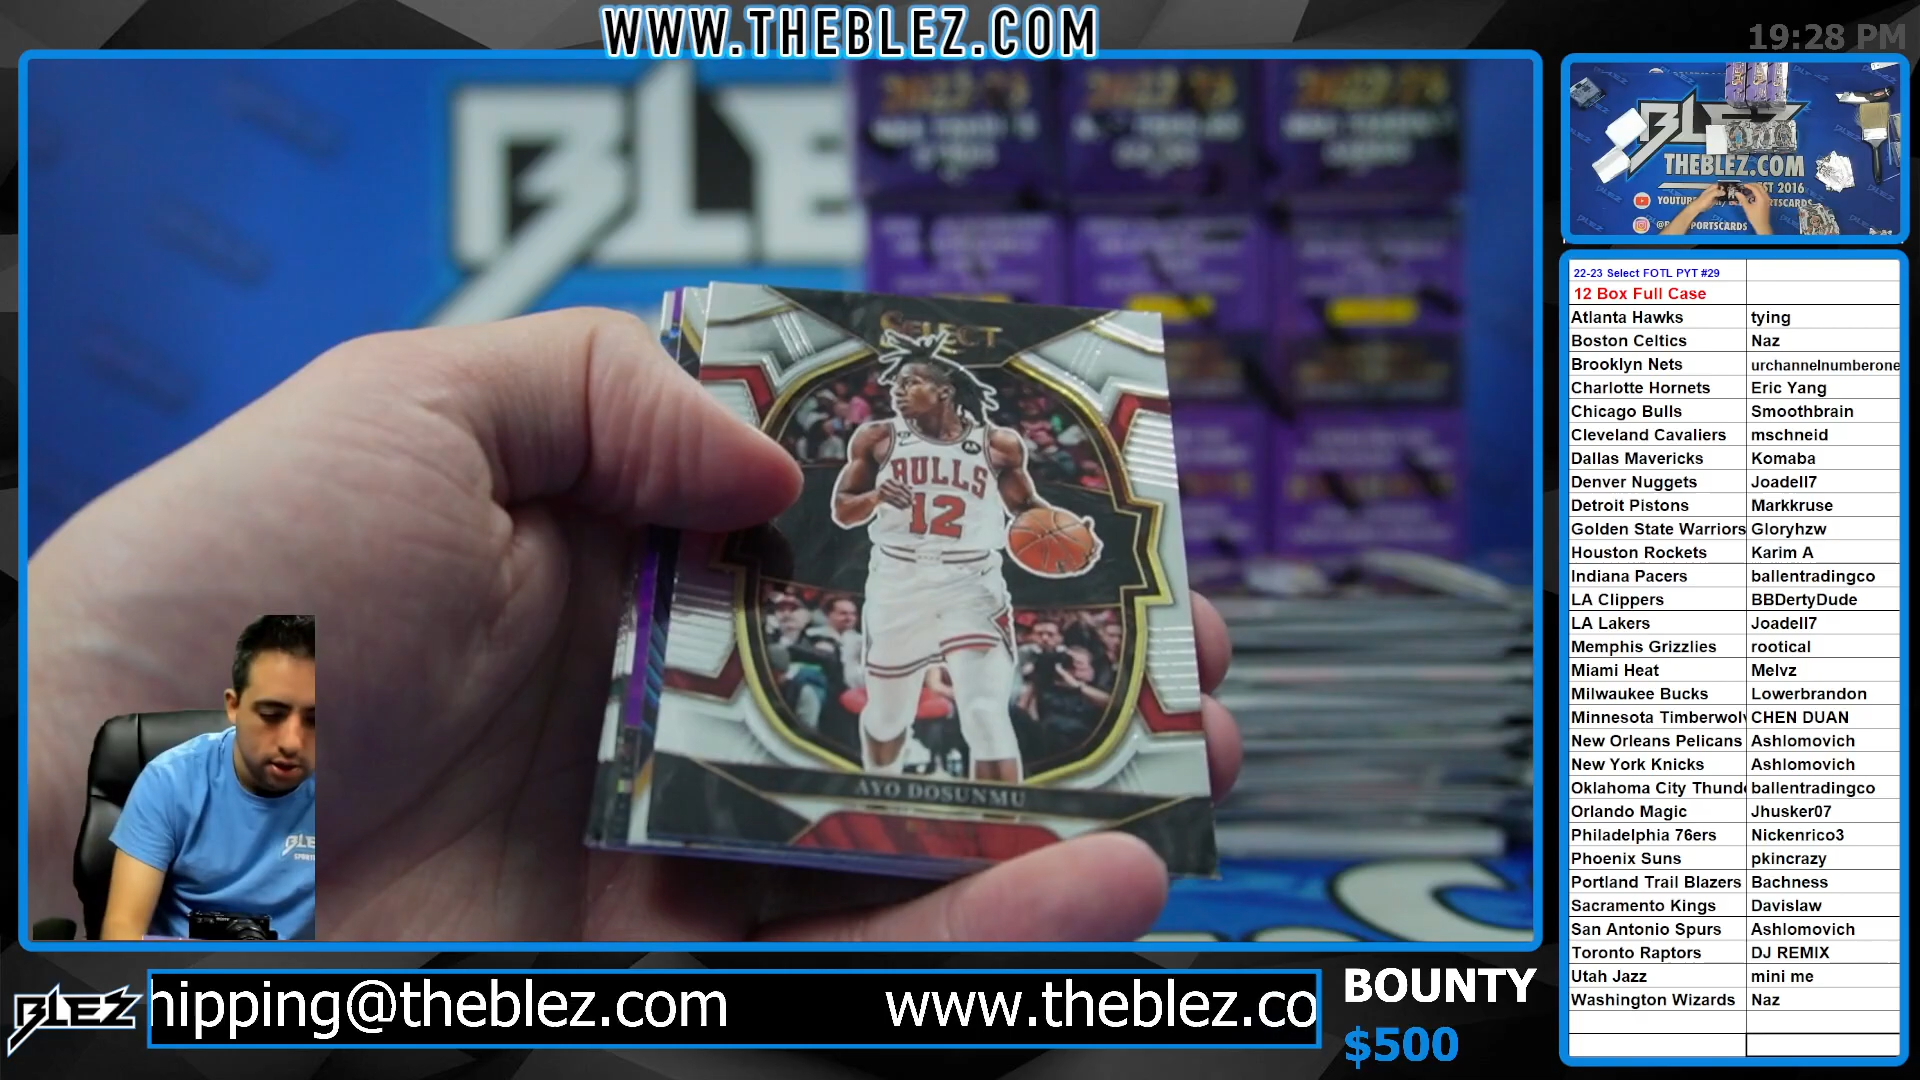 WWW.THEBLEZ.COM
19:28 PM
BLEZ
SELECT
BULLS
12
AYO DOSUNMU
BLEZ
THEBLEZ.COM
EST 2016
22-23 Select FOTL PYT #29
12 Box Full Case
Atlanta Hawks tying
Boston Celtics Naz
Brooklyn Nets urchannelnumberone
Charlotte Hornets Eric Yang
Chicago Bulls Smoothbrain
Cleveland Cavaliers mschneid
Dallas Mavericks Komaba
Denver Nuggets Joadell7
Detroit Pistons Markkruse
Golden State Warriors Gloryhzw
Houston Rockets Karim A
Indiana Pacers ballentradingco
LA Clippers BBDertyDude
LA Lakers Joadell7
Memphis Grizzlies rootical
Miami Heat Melvz
Milwaukee Bucks Lowerbrandon
Minnesota Timberwolv CHEN DUAN
New Orleans Pelicans Ashlomovich
New York Knicks Ashlomovich
Oklahoma City Thunde ballentradingco
Orlando Magic Jhusker07
Philadelphia 76ers Nickenrico3
Phoenix Suns pkincrazy
Portland Trail Blazers Bachness
Sacramento Kings Davislaw
San Antonio Spurs Ashlomovich
Toronto Raptors DJ REMIX
Utah Jazz mini me
Washington Wizards Naz
BLEZ
hipping@theblez.com www.theblez.co
BOUNTY
$500